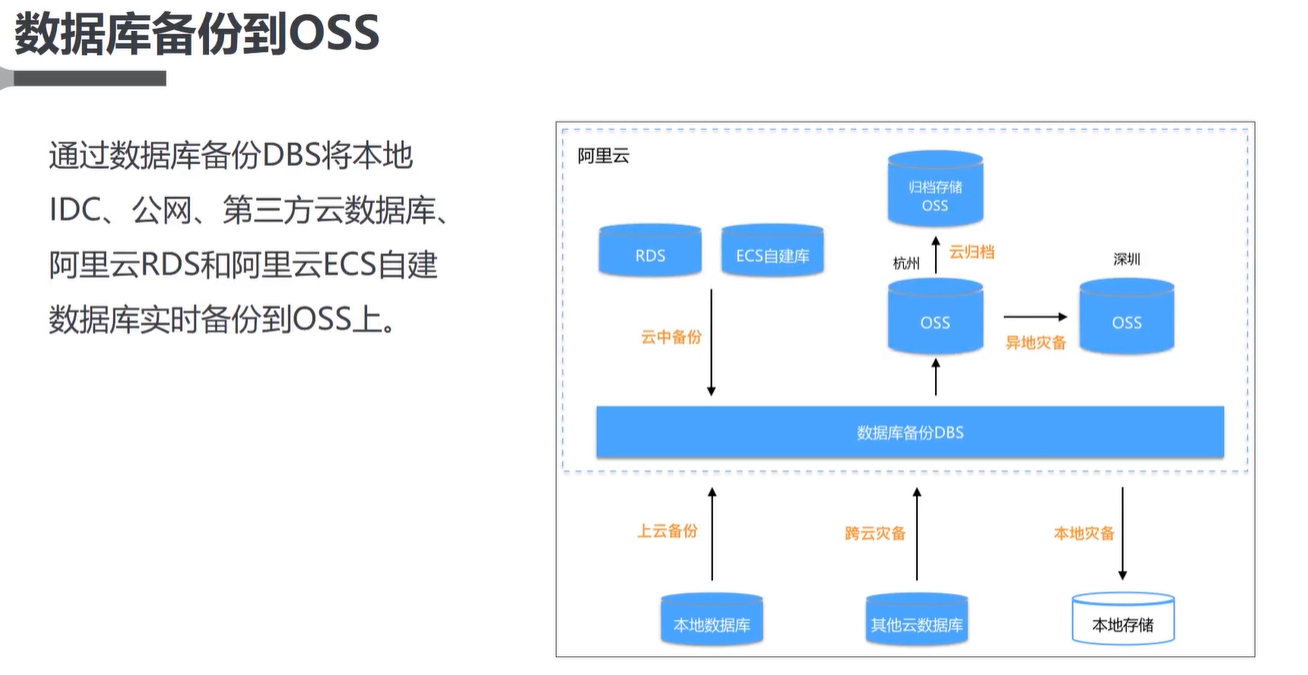 数据库备份到OSS
通过数据库备份DBS将本地
IDC、公网、第三方云数据库、
阿里云RDS和阿里云ECS自建
数据库实时备份到OSS上。
阿里云
归档存储
OSS
RDS
ECS自建库
云归档
杭州
深圳
OSS
OSS
云中备份
异地灾备
数据库备份DBS
上云备份
跨云灾备
本地灾备
本地数据库
其他云数据库
本地存储